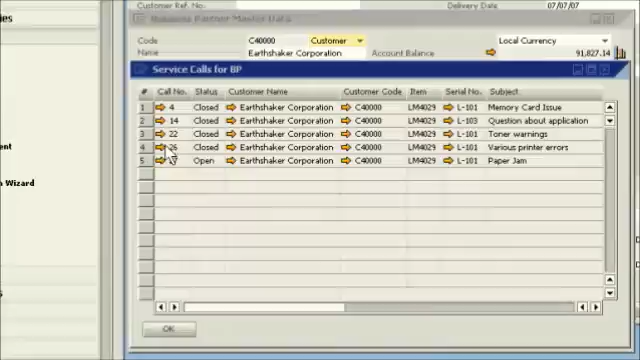 Customer Ref. No.
Delivery Date 07/07/07
Business Partner Master Data
Code C40000 Customer Local Currency
Name Earthshaker Corporation Account Balance 91,827.14
Service Calls for BP
# Call No. Status Customer Name Customer Code Item Serial No. Subject
1 4 Closed Earthshaker Corporation C40000 LM4029 L-101 Memory Card Issue
2 14 Closed Earthshaker Corporation C40000 LM4029 L-103 Question about application
3 22 Closed Earthshaker Corporation C40000 LM4029 L-101 Toner warnings
4 26 Closed Earthshaker Corporation C40000 LM4029 L-101 Various printer errors
5 Open Earthshaker Corporation C40000 LM4029 L-101 Paper Jam
Wizard
OK